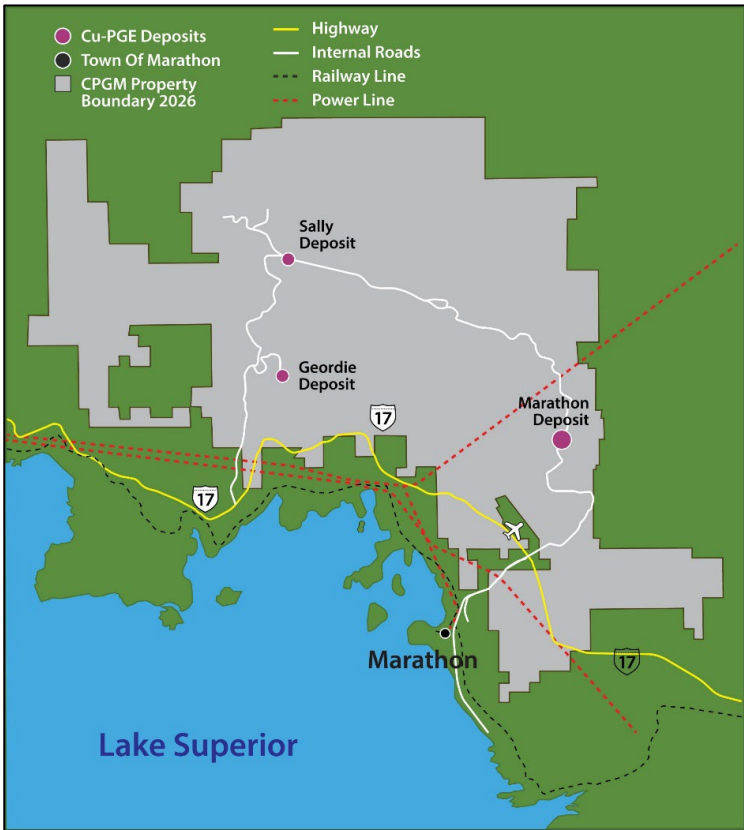 Cu-PGE Deposits
Town Of Marathon
CPGM Property
Boundary 2026
Highway
Internal Roads
Railway Line
Power Line
Sally
Deposit
Geordie
Deposit
17
Marathon
Deposit
17
Marathon
17
Lake Superior